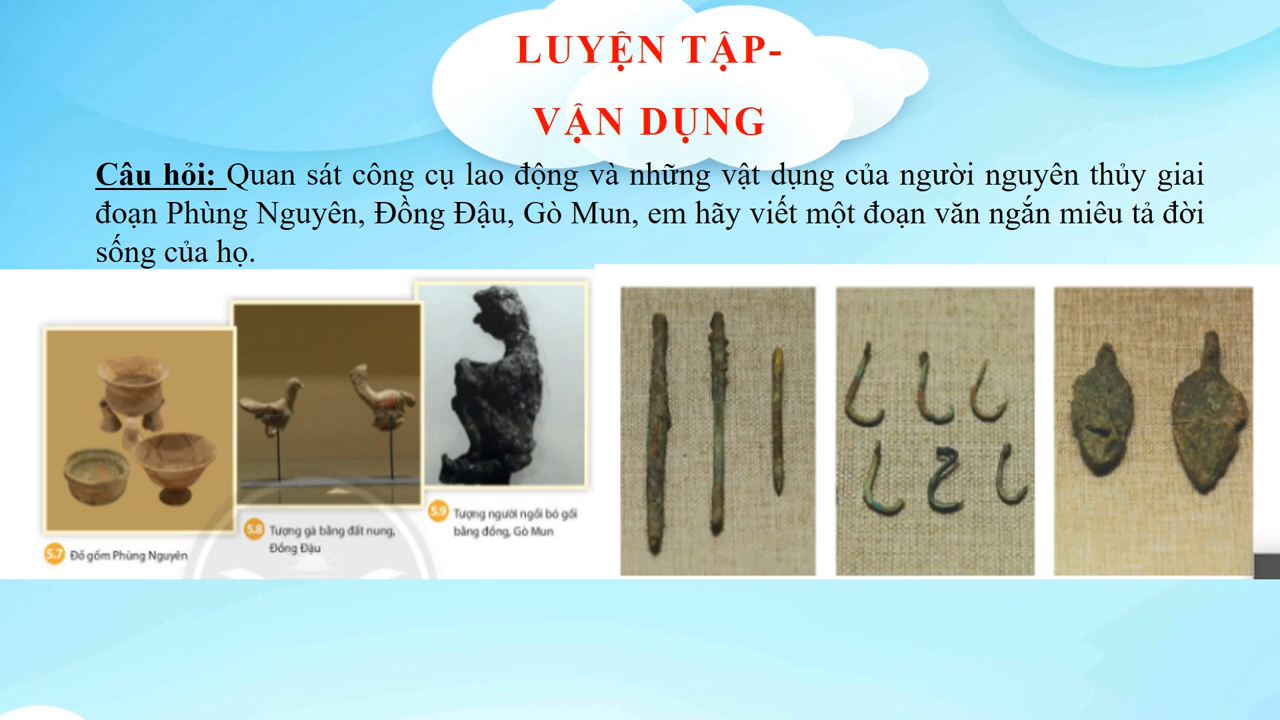 LUYỆN TẬP-
VẬN DỤNG
Câu hỏi: Quan sát công cụ lao động và những vật dụng của người nguyên thủy giai
đoạn Phùng Nguyên, Đồng Đậu, Gò Mun, em hãy viết một đoạn văn ngắn miêu tả đời
sống của họ.
5.7 Đồ gốm Phùng Nguyên
5.8 Tượng gà bằng đất nung,
Đồng Đậu
5.9 Tượng người ngồi bó gối
bằng đồng, Gò Mun